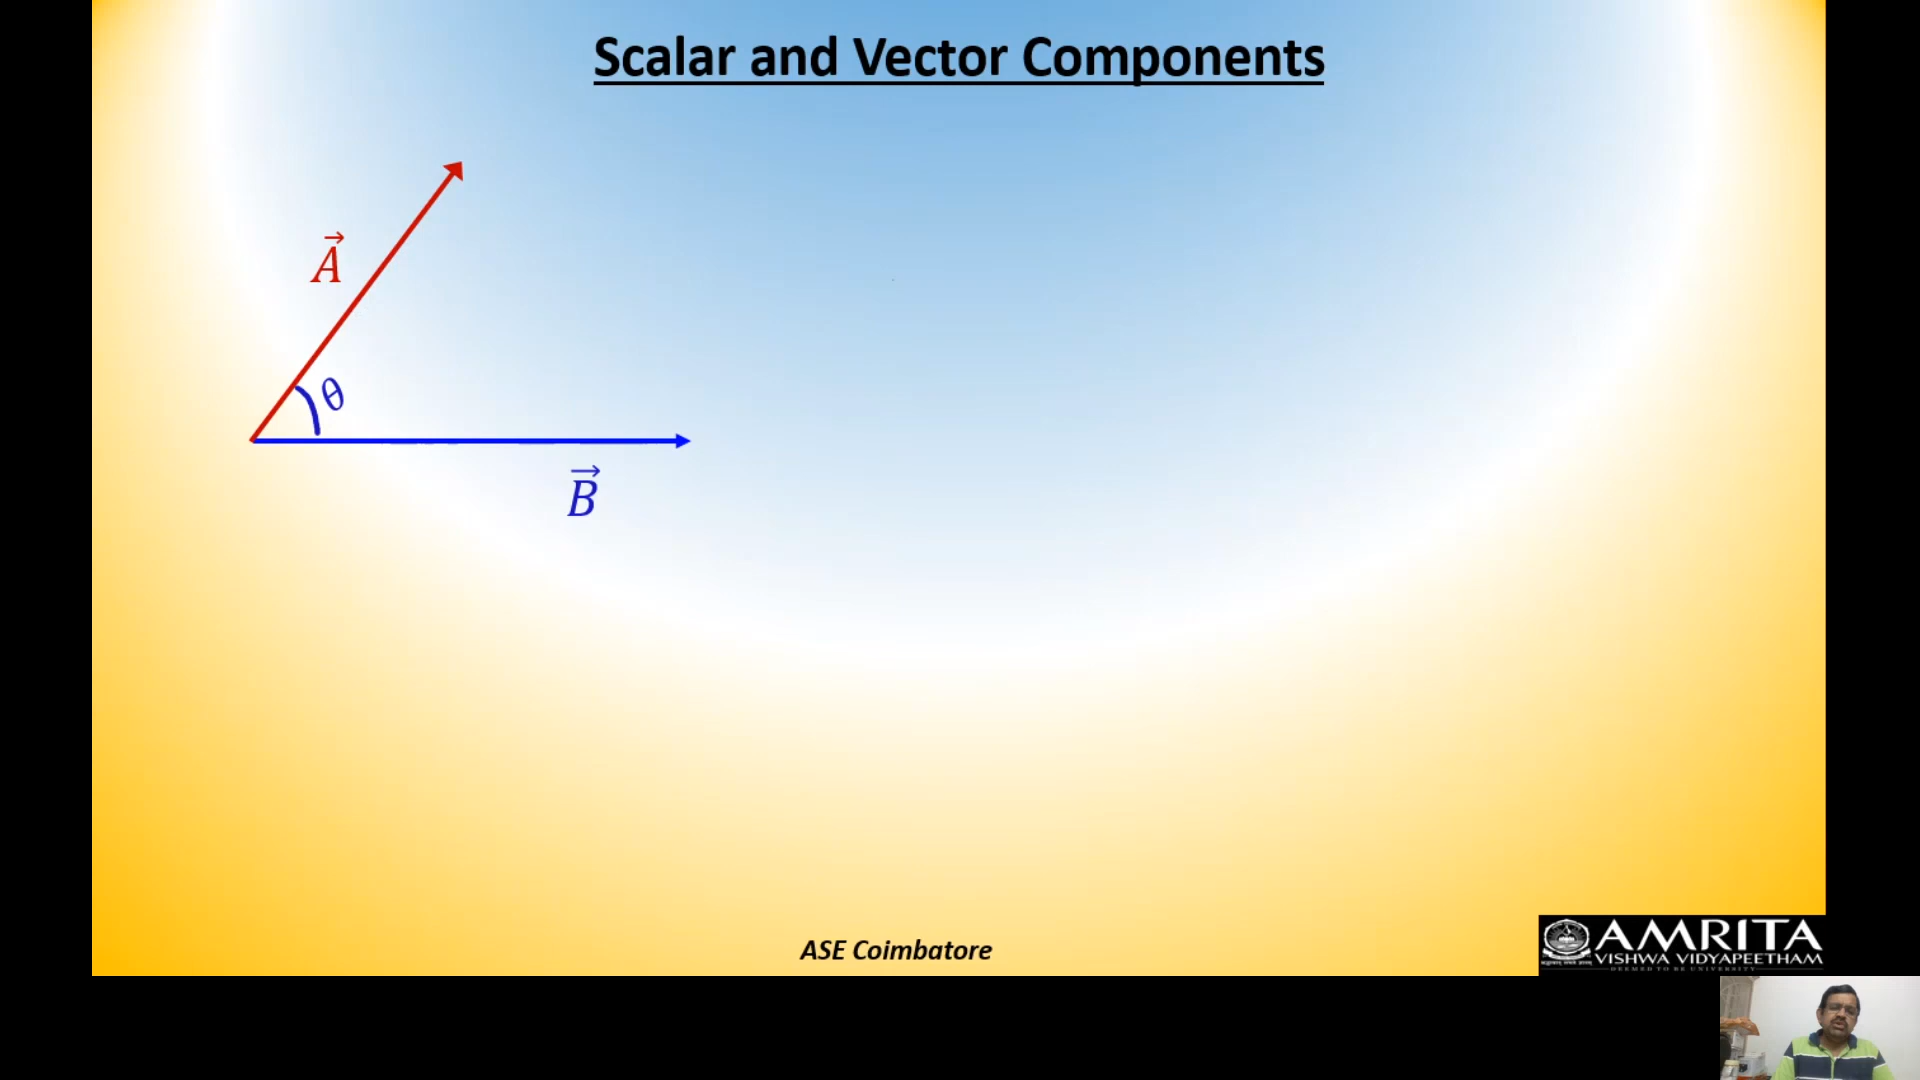 Scalar and Vector Components
\vec{A}
θ
\vec{B}
ASE Coimbatore
AMRITA
VISHWA VIDYAPEETHAM
DEEMED TO BE UNIVERSITY